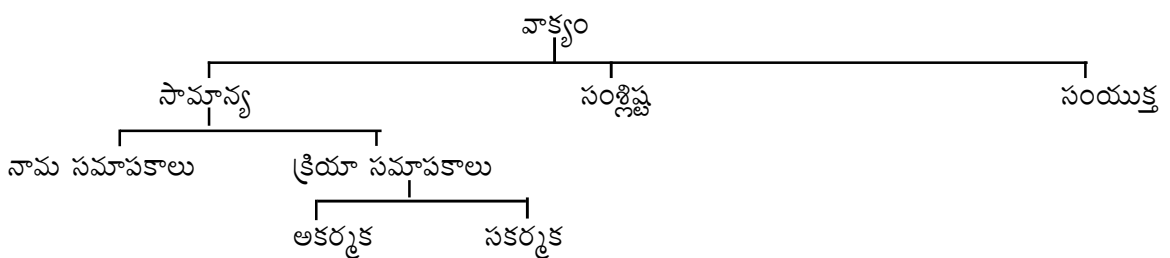 వాక్యం
సామాన్య సంశ్లిష్ట సంయుక్త
నామ సమాపకాలు క్రియా సమాపకాలు
అకర్మక సకర్మక